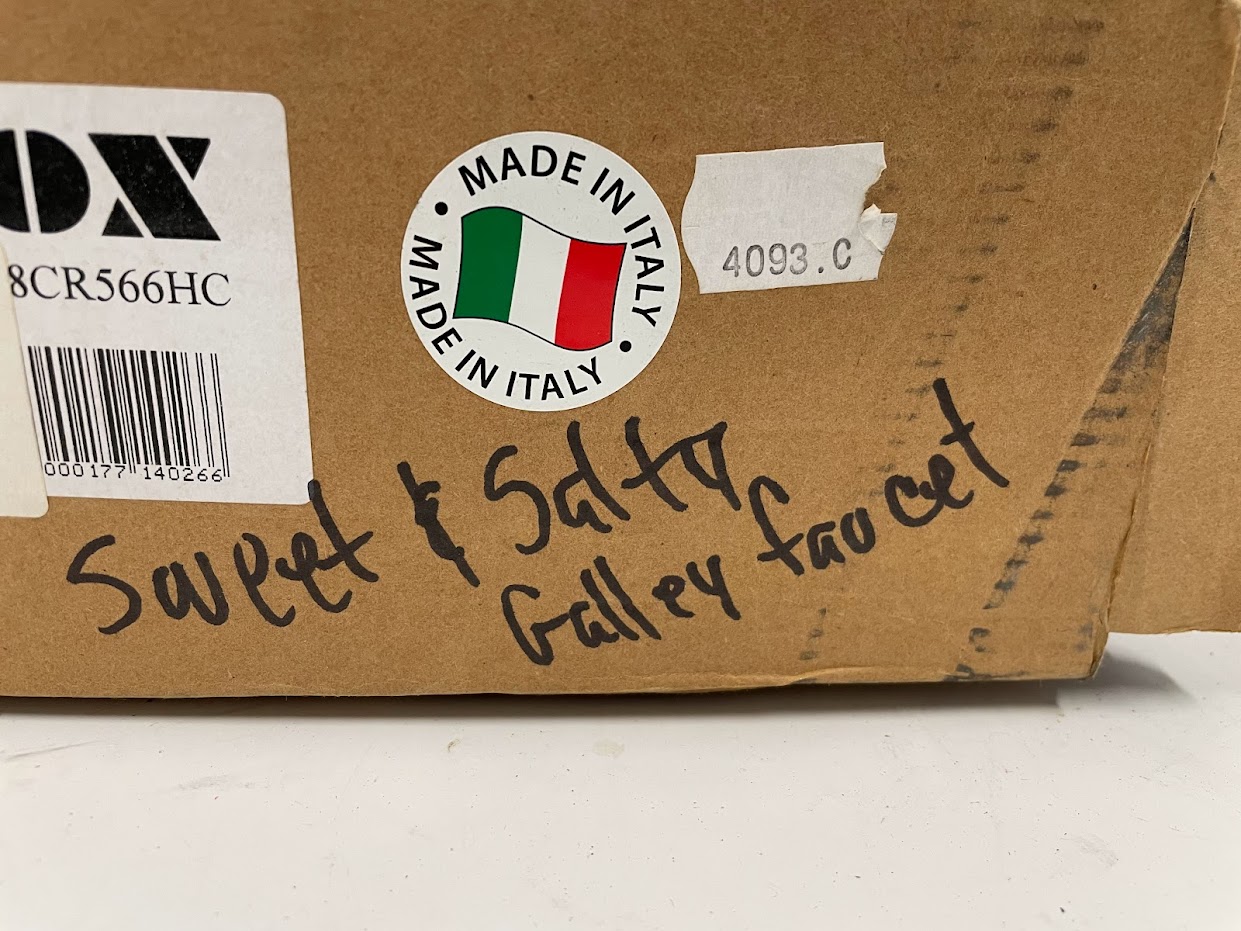 OX
8CR566HC
000177 140266
MADE IN ITALY
MADE IN ITALY
4093.C
Sweet & Salty
Galley faucet